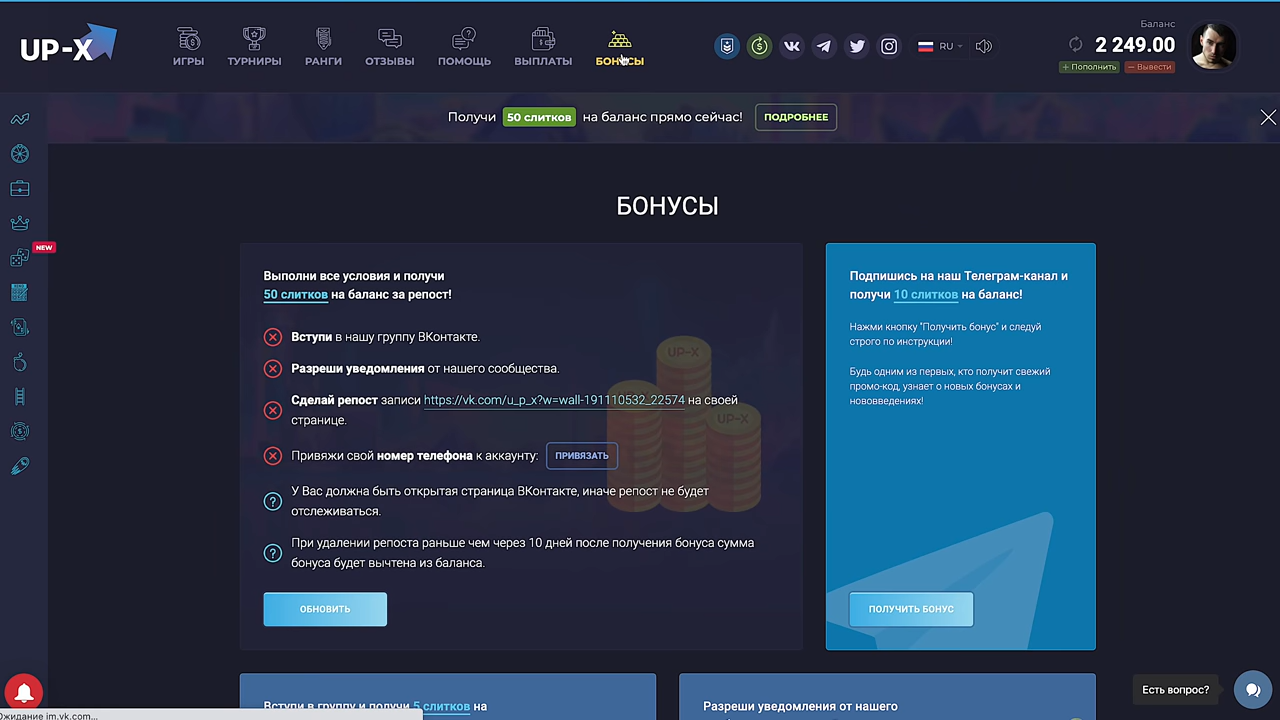 UP-X
ИГРЫ
ТУРНИРЫ
РАНГИ
ОТЗЫВЫ
ПОМОЩЬ
ВЫПЛАТЫ
БОНУСЫ
RU
Баланс
2 249.00
+ Пополнить
— Вывести
Получи 50 слитков на баланс прямо сейчас!
ПОДРОБНЕЕ
NEW
БОНУСЫ
Выполни все условия и получи
50 слитков на баланс за репост!
Вступи в нашу группу ВКонтакте.
Разреши уведомления от нашего сообщества.
Сделай репост записи https://vk.com/u_p_x?w=wall-191110532_22574 на своей
странице.
Привяжи свой номер телефона к аккаунту:
ПРИВЯЗАТЬ
У Вас должна быть открытая страница ВКонтакте, иначе репост не будет
отслеживаться.
При удалении репоста раньше чем через 10 дней после получения бонуса сумма
бонуса будет вычтена из баланса.
ОБНОВИТЬ
UP-X
UP-X
Подпишись на наш Телеграм-канал и
получи 10 слитков на баланс!
Нажми кнопку "Получить бонус" и следуй
строго по инструкции!
Будь одним из первых, кто получит свежий
промо-код, узнает о новых бонусах и
нововведениях!
ПОЛУЧИТЬ БОНУС
Вступи в группу и получи 5 слитков на
Разреши уведомления от нашего
Есть вопрос?
Ожидание im.vk.com...